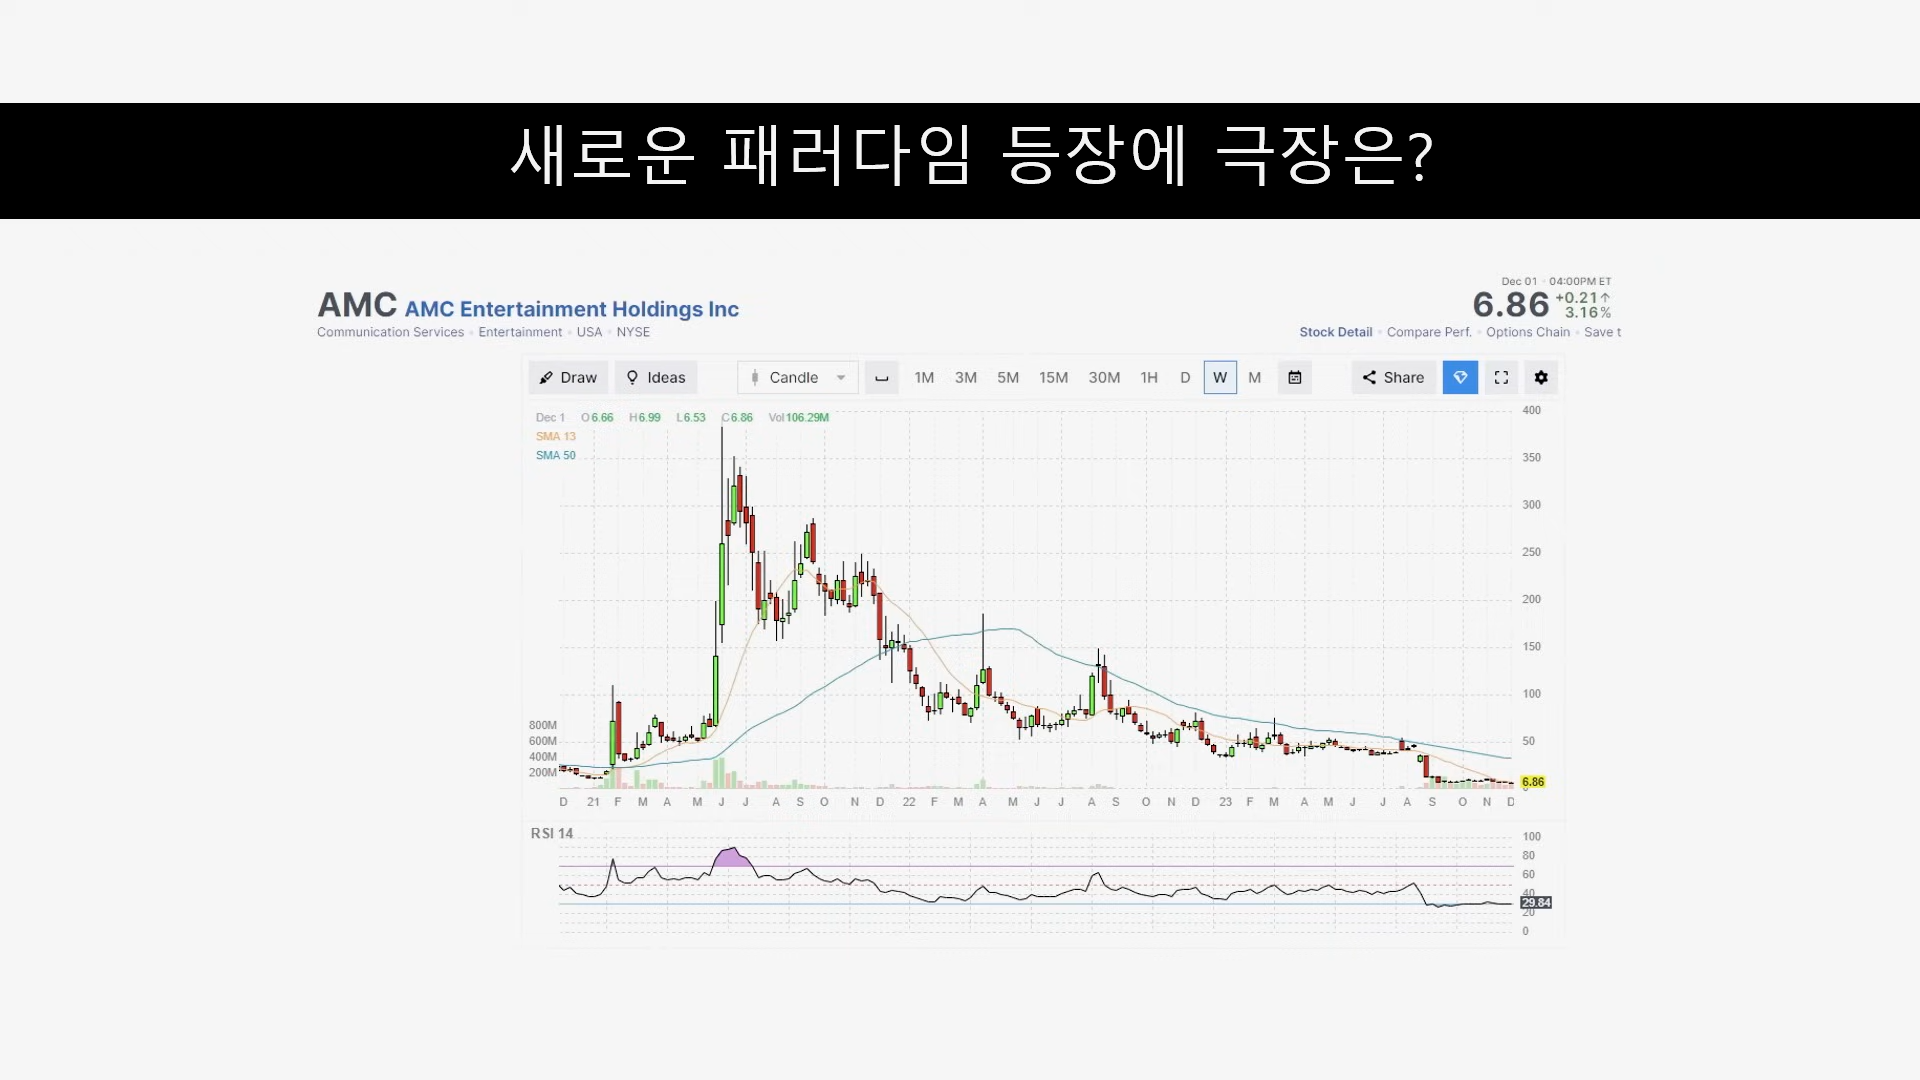 새로운 패러다임 등장에 극장은?
Dec 01 · 04:00PM ET
AMC AMC Entertainment Holdings Inc
6.86 +0.21↑
3.16%
Communication Services • Entertainment • USA • NYSE
Stock Detail • Compare Perf. • Options Chain • Save t
Draw Ideas Candle 1M 3M 5M 15M 30M 1H D W M Share
Dec 1 O6.66 H6.99 L6.53 C6.86 Vol106.29M
SMA 13
SMA 50
400
350
300
250
200
150
100
50
6.86
0
800M
600M
400M
200M
D 21 F M A M J J A S O N D 22 F M A M J J A S O N D 23 F M A M J J A S O N D
RSI 14
100
80
60
40
29.84
20
0